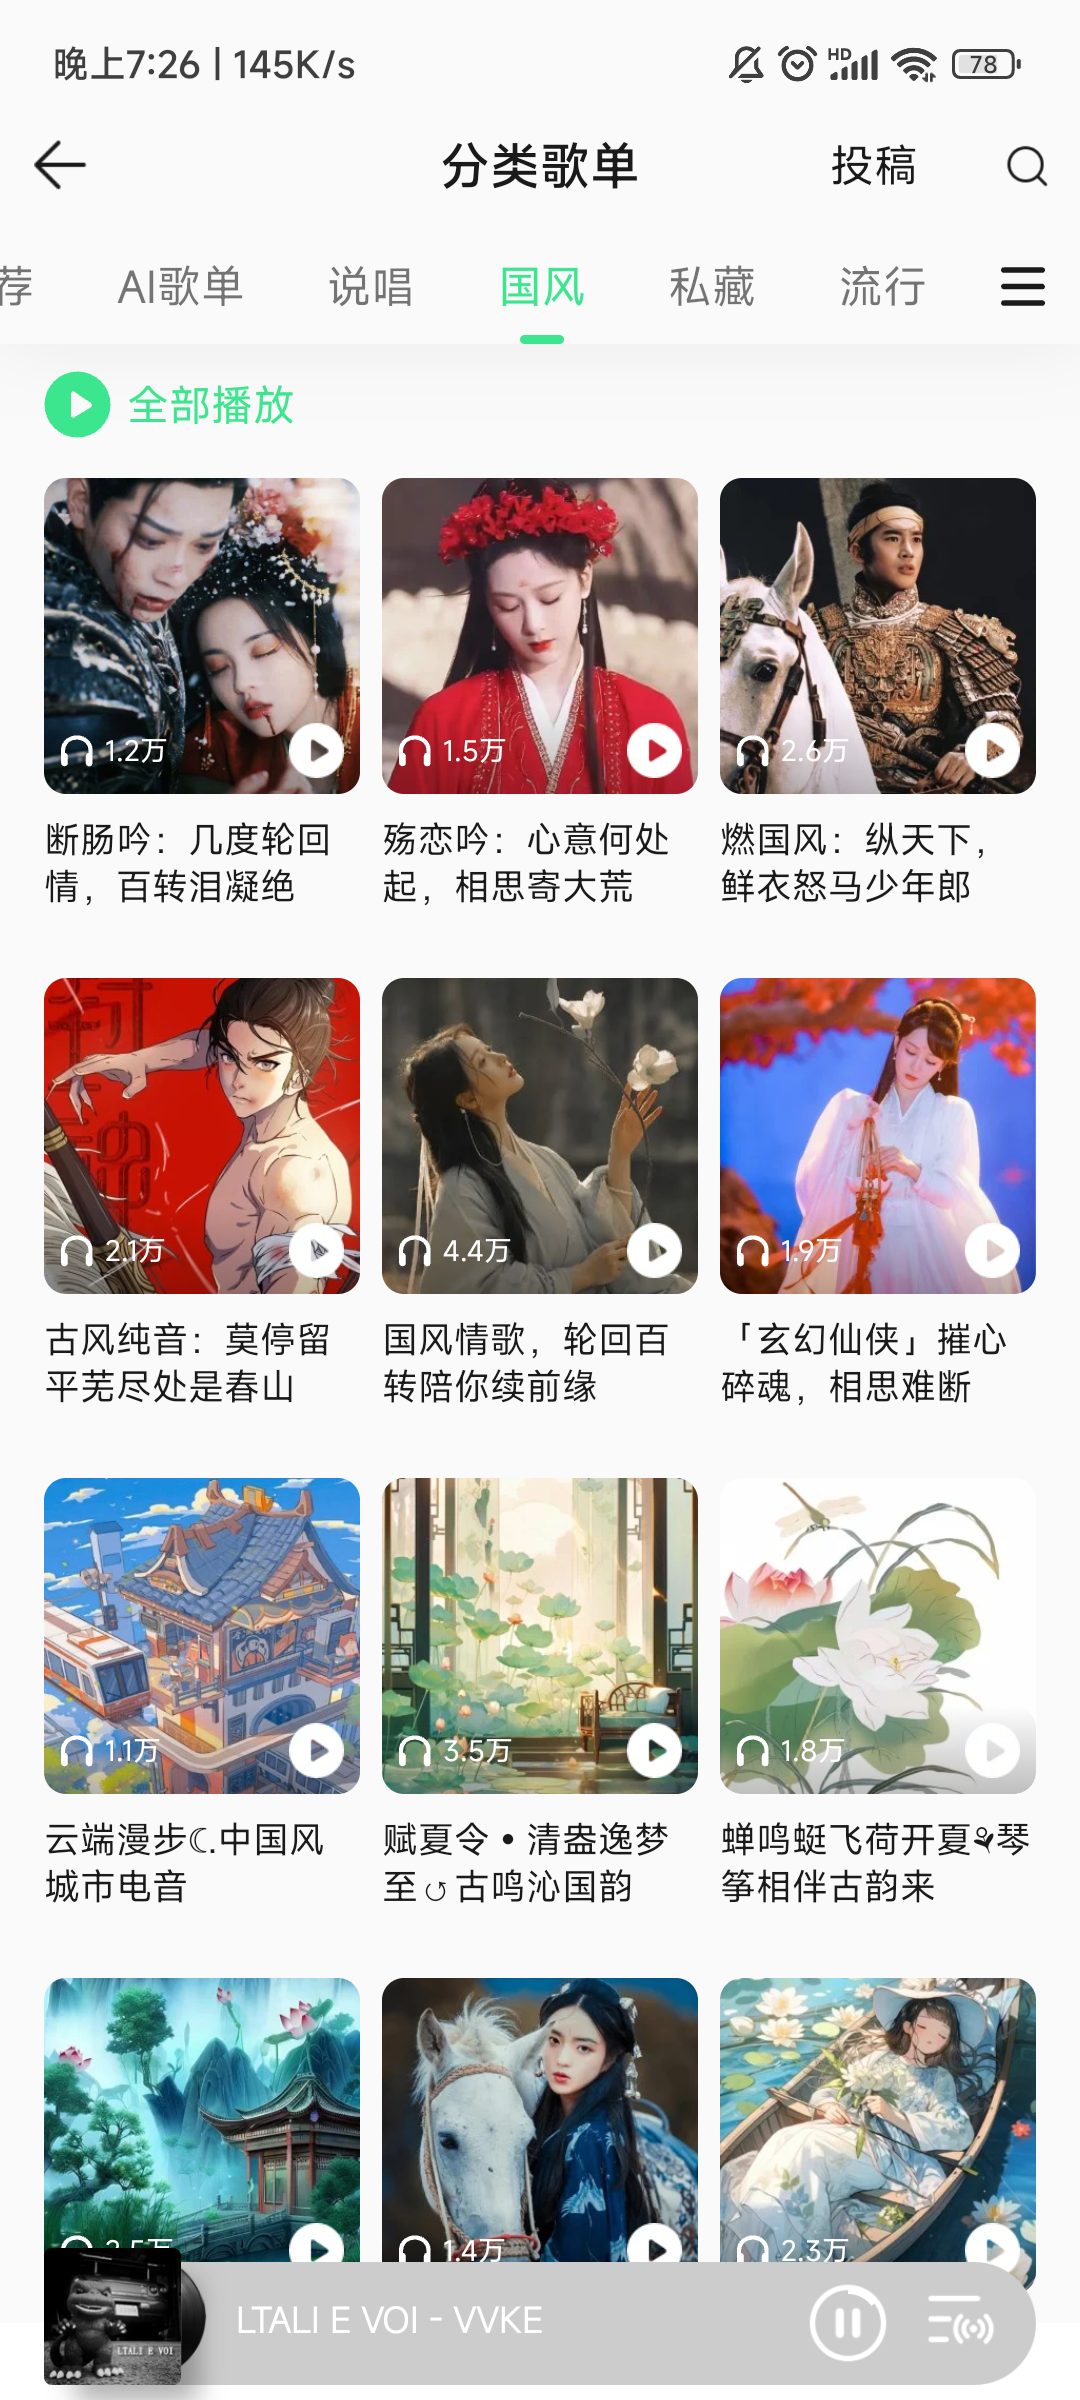 晚上7:26 | 145K/s
HD
78
分类歌单
投稿
荐
AI歌单
说唱
国风
私藏
流行
全部播放
1.2万
1.5万
2.6万
断肠吟：几度轮回
情，百转泪凝绝
殇恋吟：心意何处
起，相思寄大荒
燃国风：纵天下，
鲜衣怒马少年郎
2.1万
4.4万
1.9万
古风纯音：莫停留
平芜尽处是春山
国风情歌，轮回百
转陪你续前缘
「玄幻仙侠」摧心
碎魂，相思难断
1.1万
3.5万
1.8万
云端漫步☾.中国风
城市电音
赋夏令•清盎逸梦
至↺古鸣沁国韵
蝉鸣蜓飞荷开夏⚘琴
筝相伴古韵来
1.4万
2.3万
LTALI E VOI
LTALI E VOI - VVKE